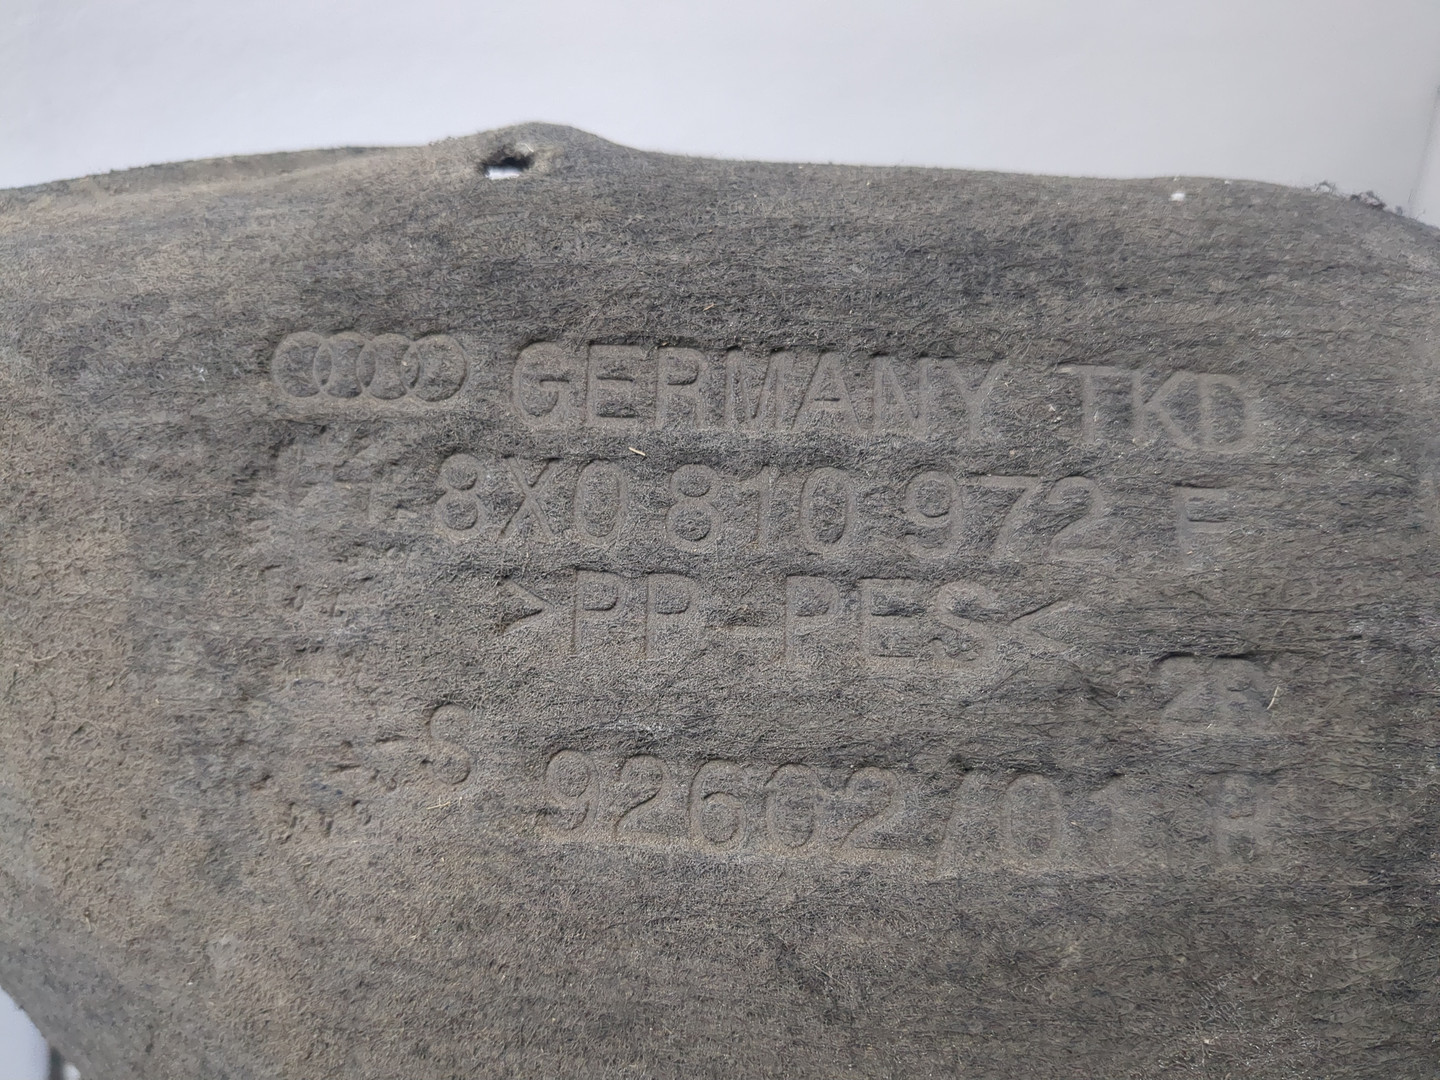 GERMANY TKD
8X0 810 972 F
>PP-PES<
S 92602/01 H